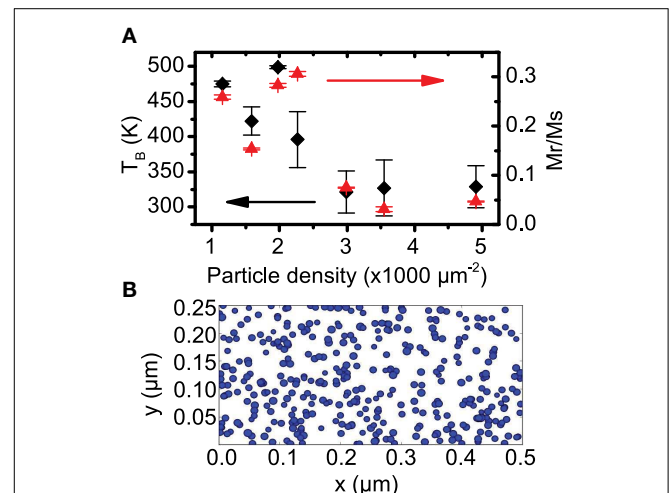 A
500
450
400
350
300
T_B (K)
0.3
0.2
0.1
0.0
Mr/Ms
1 2 3 4 5
Particle density (x1000 µm⁻²)
B
0.25
0.20
0.15
0.10
0.05
y (µm)
0.0 0.1 0.2 0.3 0.4 0.5
x (µm)